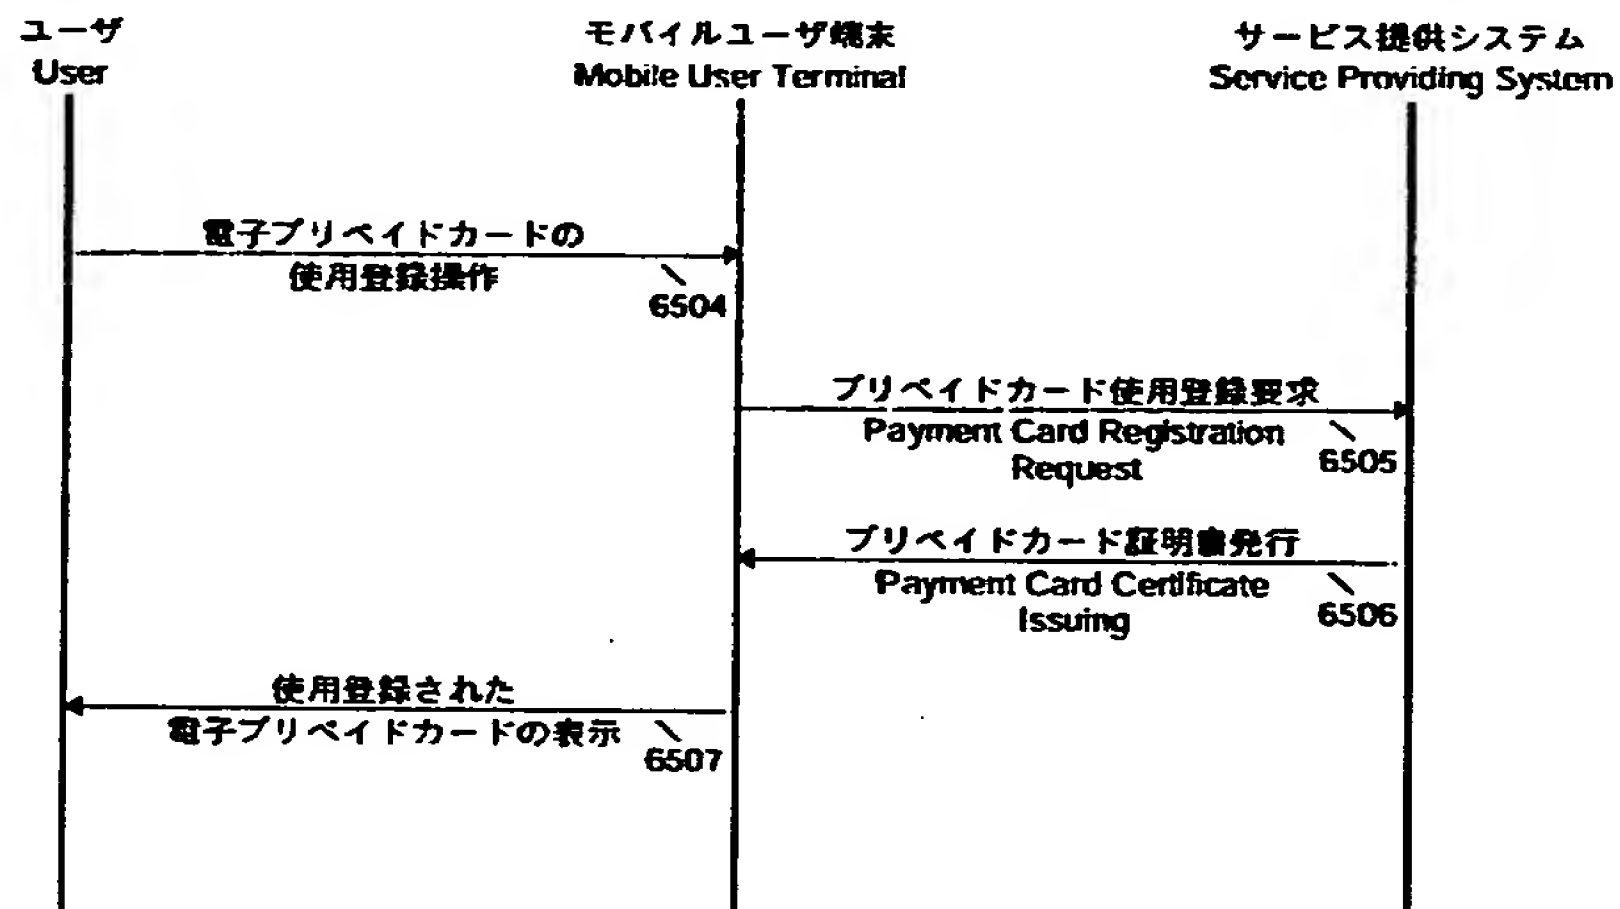 ユーザ
User
モバイルユーザ端末
Mobile User Terminal
サービス提供システム
Service Providing System
電子プリペイドカードの
使用登録操作
6504
プリペイドカード使用登録要求
Payment Card Registration
Request
6505
プリペイドカード証明書発行
Payment Card Certificate
Issuing
6506
使用登録された
電子プリペイドカードの表示
6507